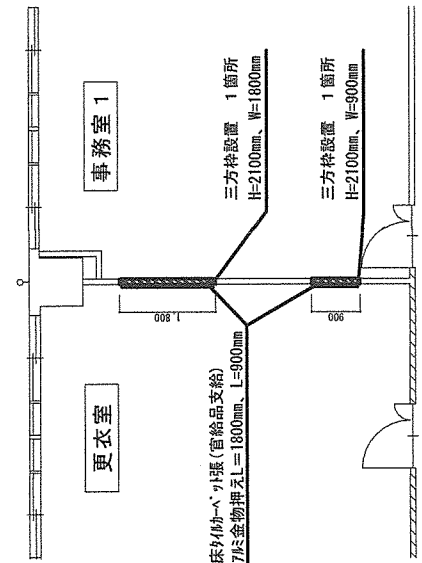 事務室1
三方枠設置 1箇所
H=2100mm、W=1800mm
三方枠設置 1箇所
H=2100mm、W=900mm
1,800
900
更衣室
床タイルカーペット張(官給品支給)
アルミ金物押えL=1800mm、L=900mm